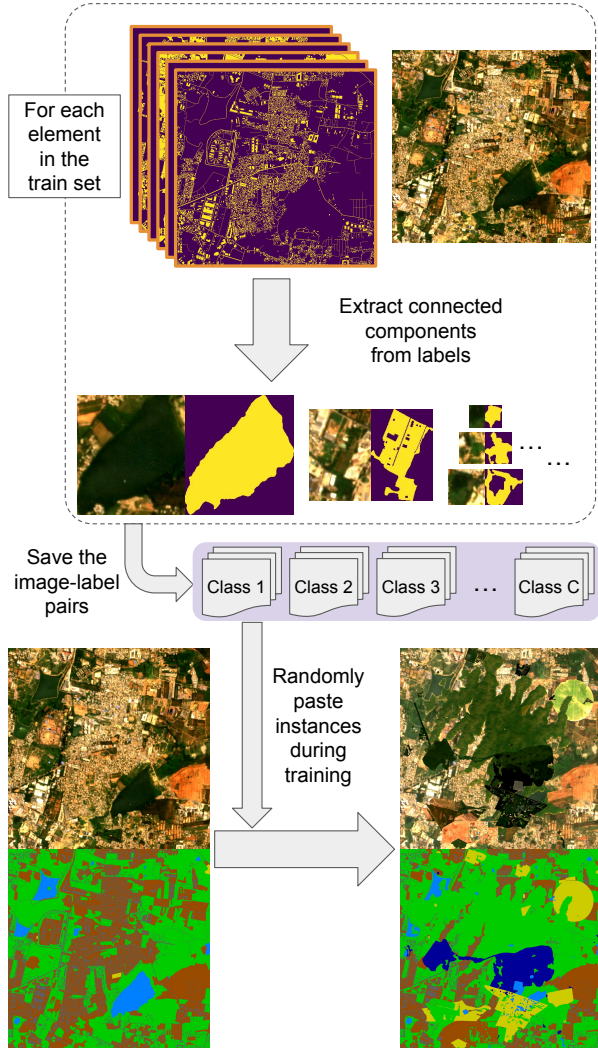 For each
element
in the
train set
Extract connected
components
from labels
...
...
Save the
image-label
pairs
Class 1
Class 2
Class 3
...
Class C
Randomly
paste
instances
during
training